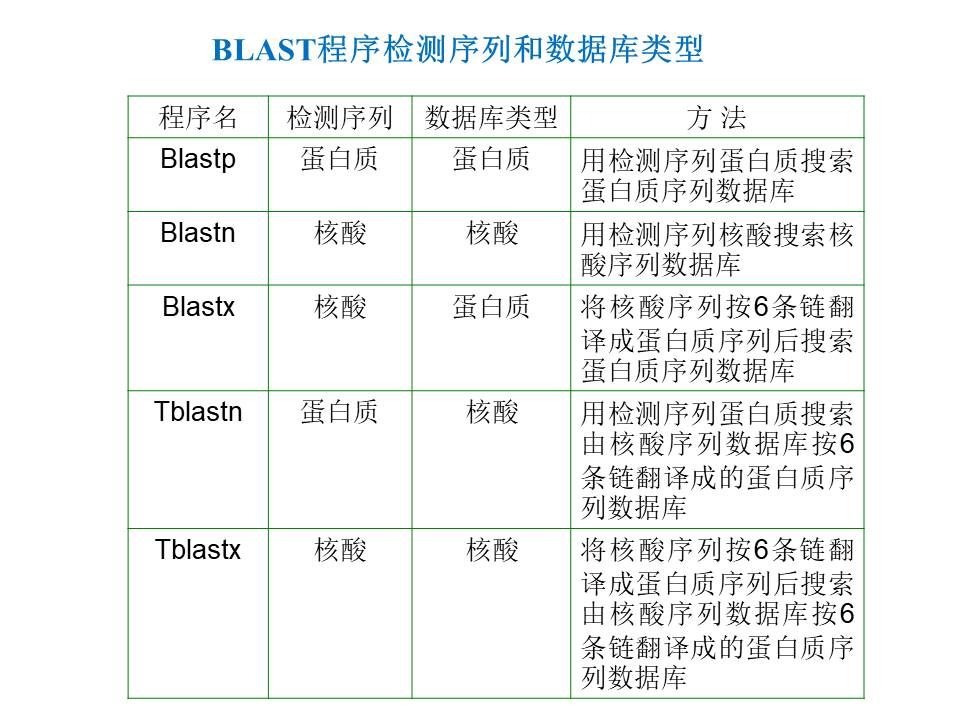 BLAST程序检测序列和数据库类型
程序名 检测序列 数据库类型 方 法
Blastp 蛋白质 蛋白质 用检测序列蛋白质搜索
蛋白质序列数据库
Blastn 核酸 核酸 用检测序列核酸搜索核
酸序列数据库
Blastx 核酸 蛋白质 将核酸序列按6条链翻
译成蛋白质序列后搜索
蛋白质序列数据库
Tblastn 蛋白质 核酸 用检测序列蛋白质搜索
由核酸序列数据库按6
条链翻译成的蛋白质序
列数据库
Tblastx 核酸 核酸 将核酸序列按6条链翻
译成蛋白质序列后搜索
由核酸序列数据库按6
条链翻译成的蛋白质序
列数据库